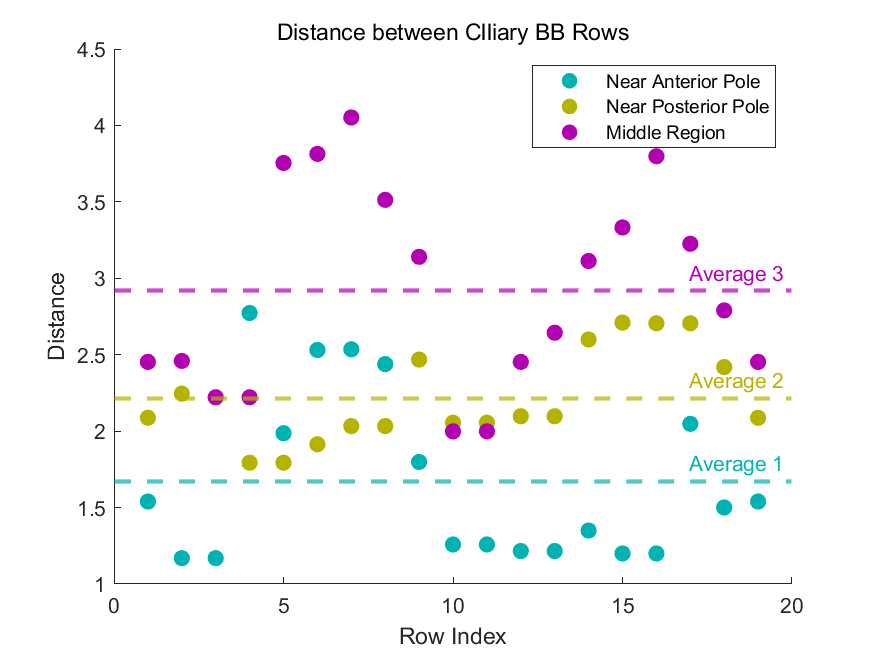 Distance between CIliary BB Rows
4.5
4
3.5
3
2.5
2
1.5
1
Distance
Near Anterior Pole
Near Posterior Pole
Middle Region
Average 3
Average 2
Average 1
0
5
10
15
20
Row Index